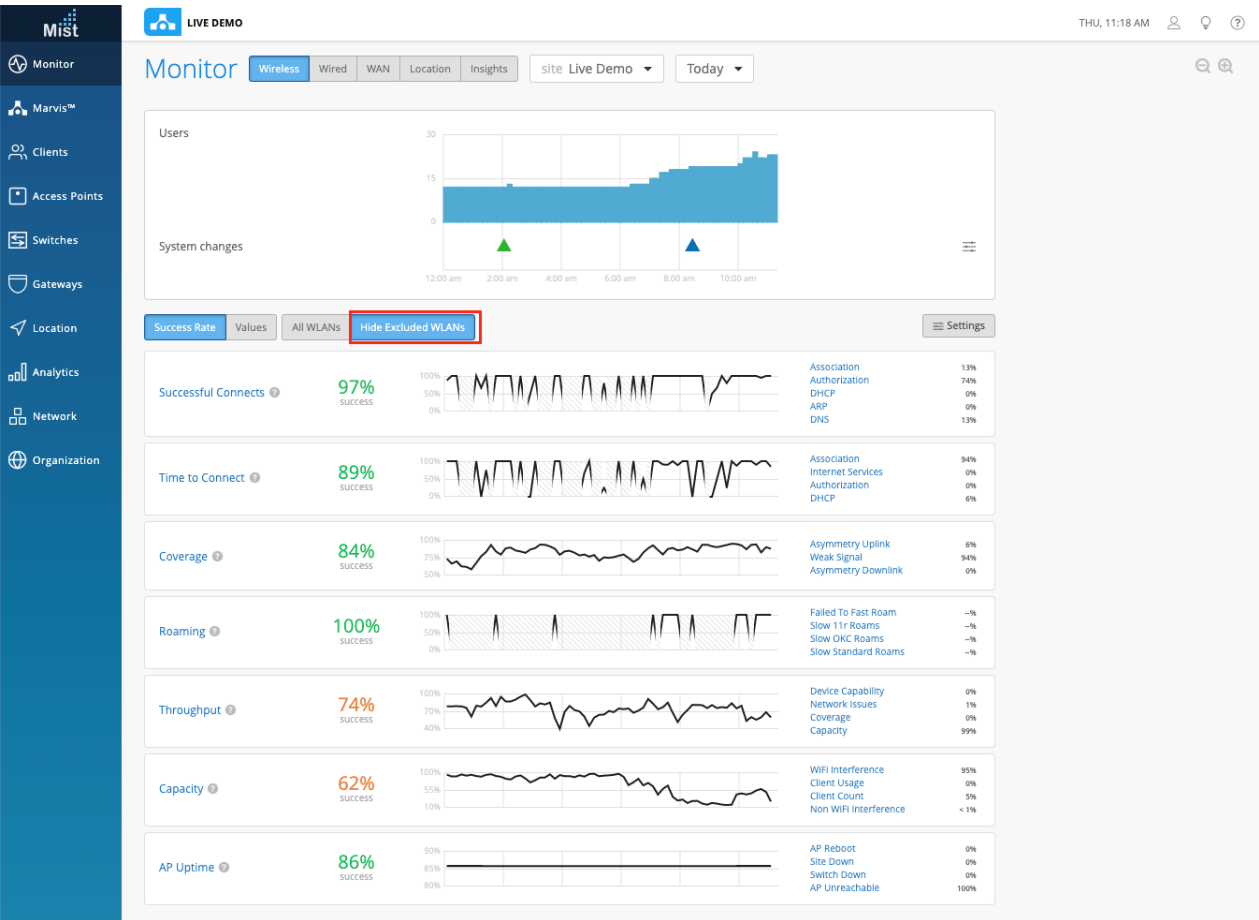 Mist
LIVE DEMO
THU, 11:18 AM
Monitor
Marvis™
Clients
Access Points
Switches
Gateways
Location
Analytics
Network
Organization
Monitor
Wireless Wired WAN Location Insights
site Live Demo
Today
Users
30
15
0
System changes
12:00 am 2:00 am 4:00 am 6:00 am 8:00 am 10:00 am
Success Rate Values All WLANs Hide Excluded WLANs
Settings
Successful Connects ?
97%
success
100%
50%
0%
Association 13%
Authorization 74%
DHCP 0%
ARP 0%
DNS 13%
Time to Connect ?
89%
success
100%
50%
0%
Association 94%
Internet Services 0%
Authorization 0%
DHCP 6%
Coverage ?
84%
success
100%
75%
50%
Asymmetry Uplink 6%
Weak Signal 94%
Asymmetry Downlink 0%
Roaming ?
100%
success
100%
50%
0%
Failed To Fast Roam --%
Slow 11r Roams --%
Slow OKC Roams --%
Slow Standard Roams --%
Throughput ?
74%
success
100%
70%
40%
Device Capability 0%
Network Issues 1%
Coverage 0%
Capacity 99%
Capacity ?
62%
success
100%
55%
10%
WiFi Interference 95%
Client Usage 0%
Client Count 5%
Non WiFi Interference < 1%
AP Uptime ?
86%
success
90%
85%
80%
AP Reboot 0%
Site Down 0%
Switch Down 0%
AP Unreachable 100%